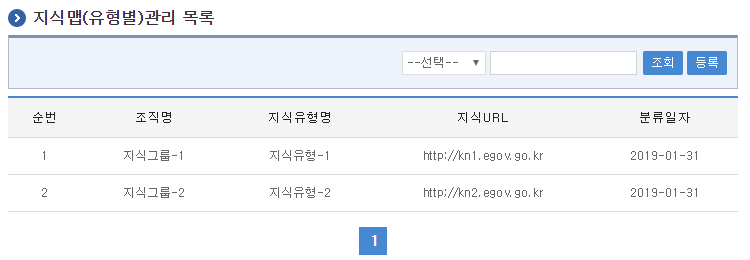 지식맵(유형별)관리 목록
--선택-- ▼ 조회 등록
순번 조직명 지식유형명 지식URL 분류일자
1 지식그룹-1 지식유형-1 http://kn1.egov.go.kr 2019-01-31
2 지식그룹-2 지식유형-2 http;//kn2.egov.go.kr 2019-01-31
1